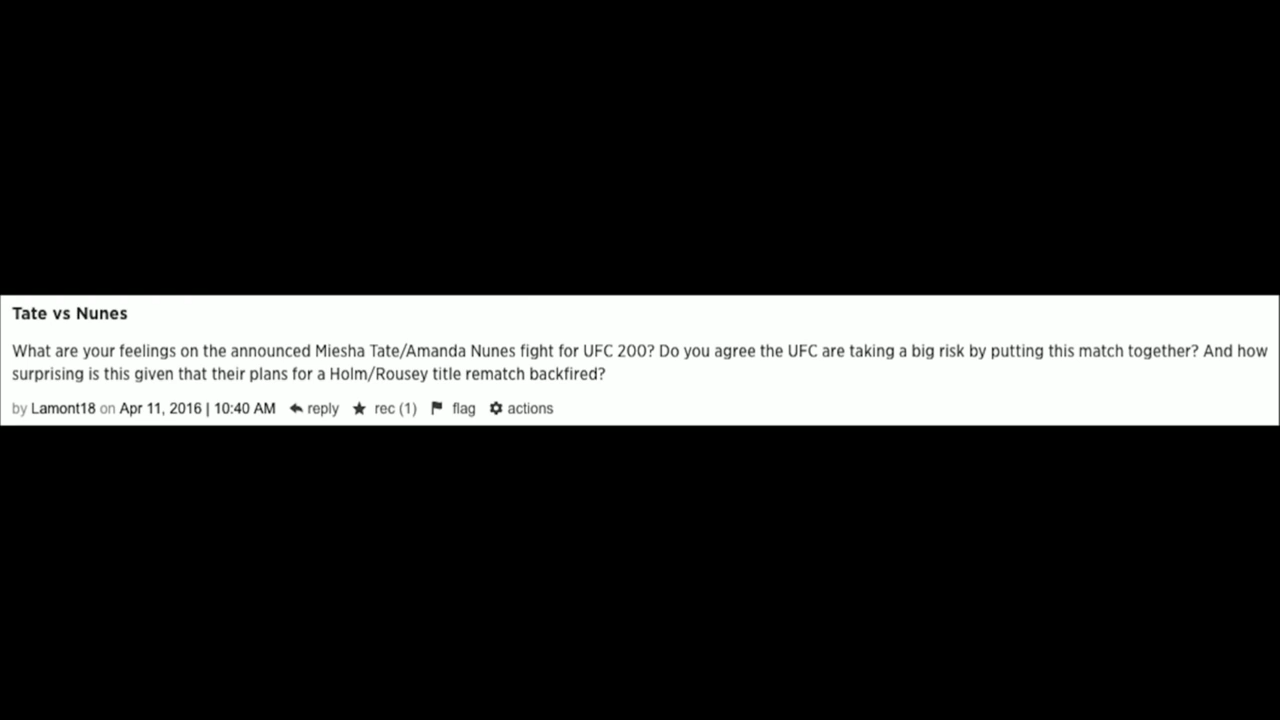 Tate vs Nunes
What are your feelings on the announced Miesha Tate/Amanda Nunes fight for UFC 200? Do you agree the UFC are taking a big risk by putting this match together? And how
surprising is this given that their plans for a Holm/Rousey title rematch backfired?
by Lamont18 on Apr 11, 2016 | 10:40 AM reply rec (1) flag actions